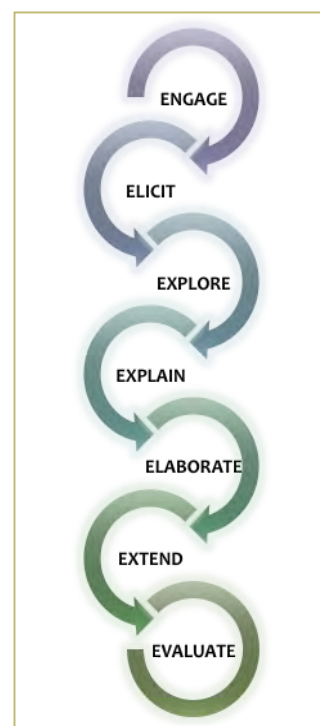 ENGAGE
ELICIT
EXPLORE
EXPLAIN
ELABORATE
EXTEND
EVALUATE